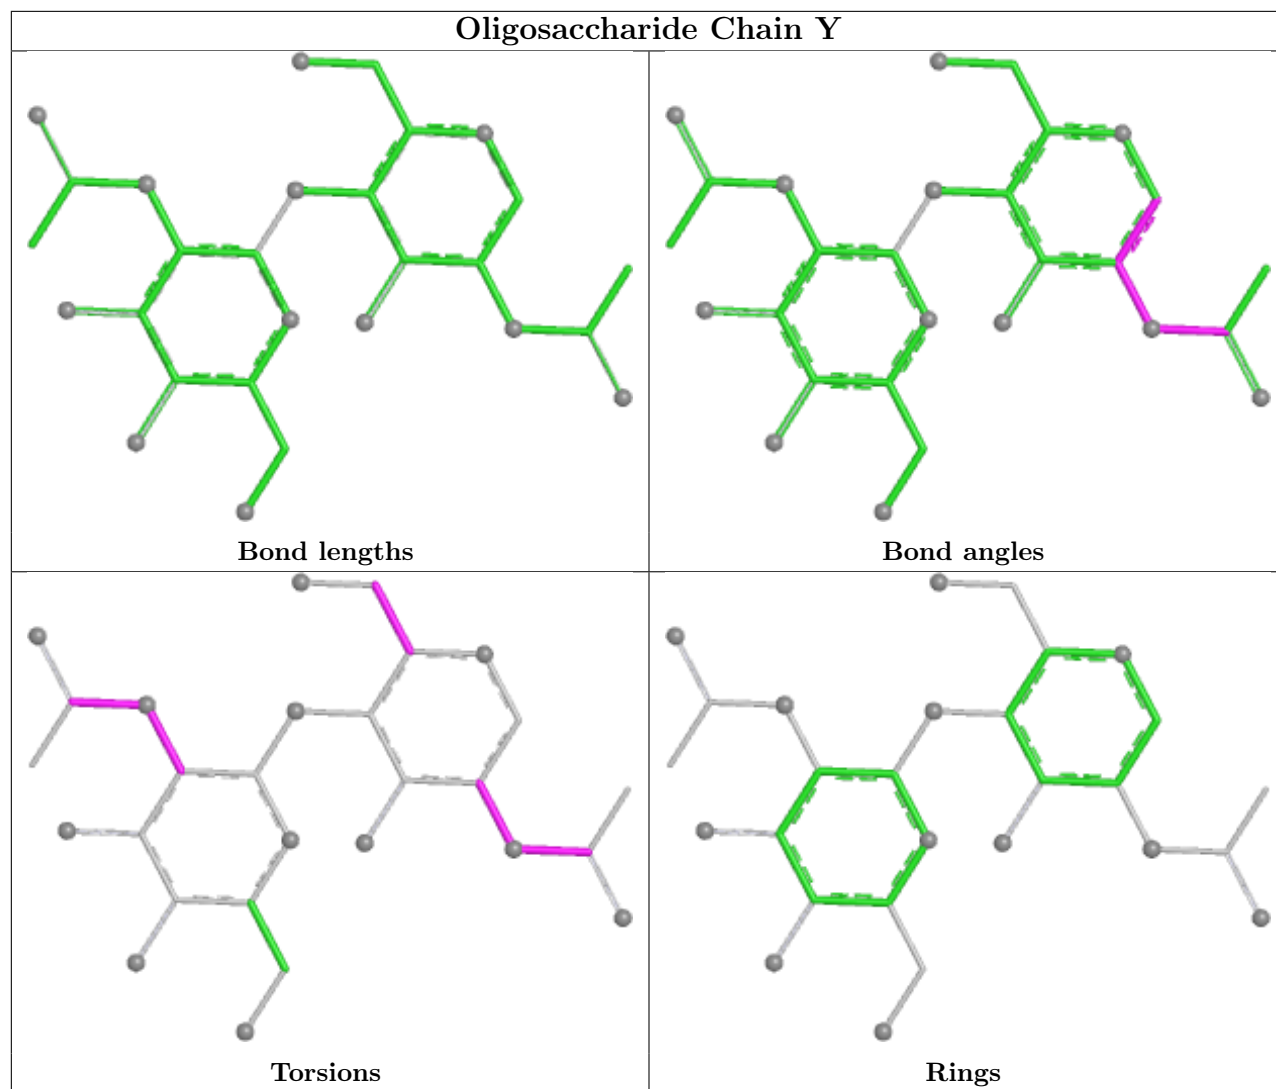 Oligosaccharide Chain Y
Bond lengths
Bond angles
Torsions
Rings